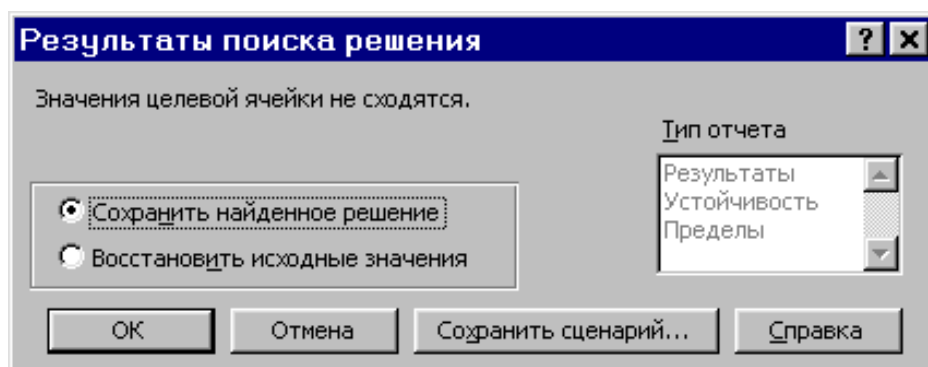 Результаты поиска решения
Значения целевой ячейки не сходятся.
Тип отчета
Результаты
Устойчивость
Пределы
Сохранить найденное решение
Восстановить исходные значения
ОК Отмена Сохранить сценарий... Справка